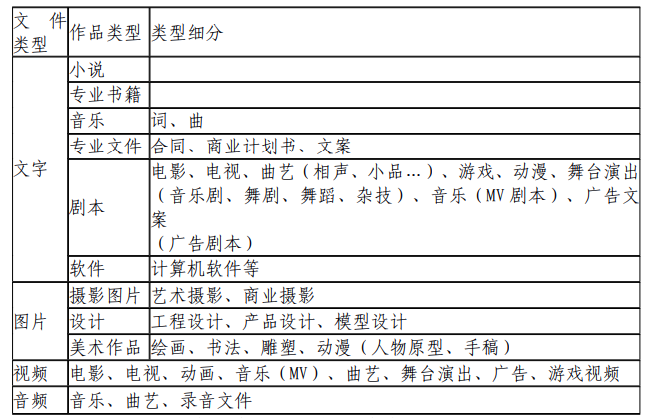 文件类型 作品类型 类型细分
文字 小说
专业书籍
音乐 词、曲
专业文件 合同、商业计划书、文案
剧本 电影、电视、曲艺（相声、小品…）、游戏、动漫、舞台演出
（音乐剧、舞剧、舞蹈、杂技）、音乐（MV 剧本）、广告文
案
（广告剧本）
软件 计算机软件等
图片 摄影图片 艺术摄影、商业摄影
设计 工程设计、产品设计、模型设计
美术作品 绘画、书法、雕塑、动漫（人物原型、手稿）
视频 电影、电视、动画、音乐（MV）、曲艺、舞台演出、广告、游戏视频
音频 音乐、曲艺、录音文件